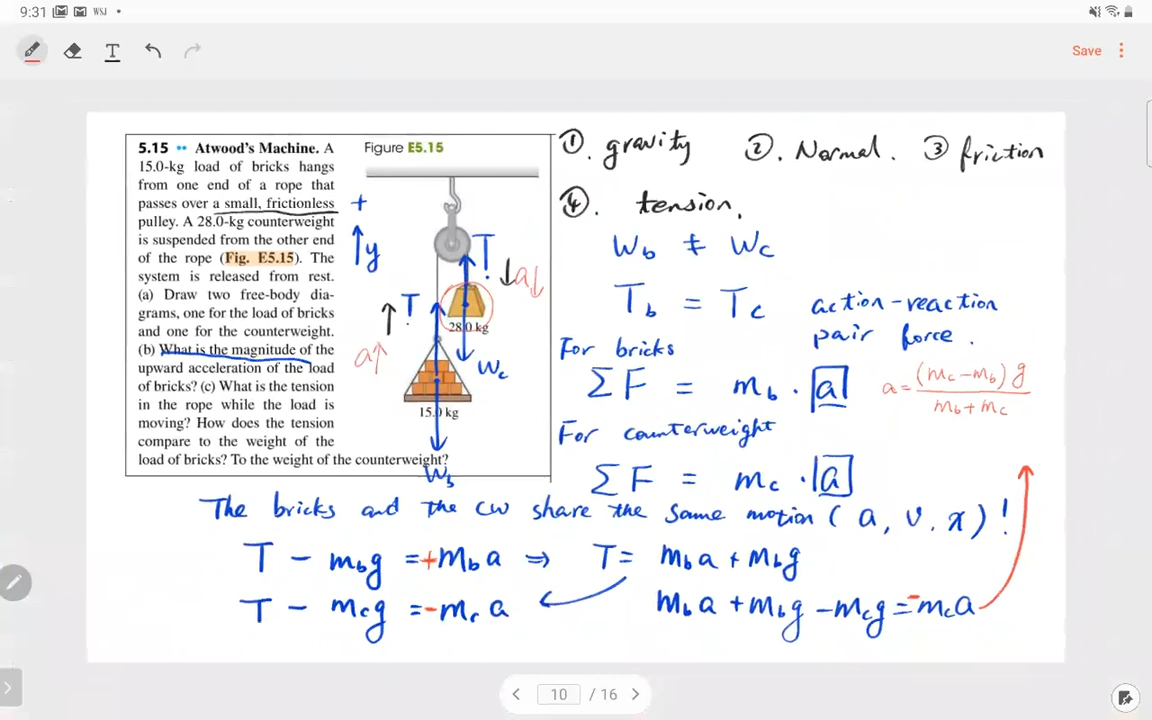 9:31 WSJ
Save
5.15 •• Atwood's Machine. A
15.0-kg load of bricks hangs
from one end of a rope that
passes over a small, frictionless
pulley. A 28.0-kg counterweight
is suspended from the other end
of the rope (Fig. E5.15). The
system is released from rest.
(a) Draw two free-body dia-
grams, one for the load of bricks
and one for the counterweight.
(b) What is the magnitude of the
upward acceleration of the load
of bricks? (c) What is the tension
in the rope while the load is
moving? How does the tension
compare to the weight of the
load of bricks? To the weight of the counterweight?
Figure E5.15
+
↑y
T
↓a↓
↑T
a↑
28.0 kg
Wc
15.0 kg
Wb
①. gravity ②. Normal. ③ friction
④. tension.
Wb ≠ Wc
Tb = Tc action-reaction
pair force.
For bricks
ΣF = mb · a
a = (mc-mb)g / mb+mc
For counterweight
ΣF = mc · a
The bricks and the CW share the same motion (a, v, x)!
T - mbg = +mba ⇒ T = mba + mbg
T - mcg = -mca
mba + mbg - mcg = -mca
10 / 16